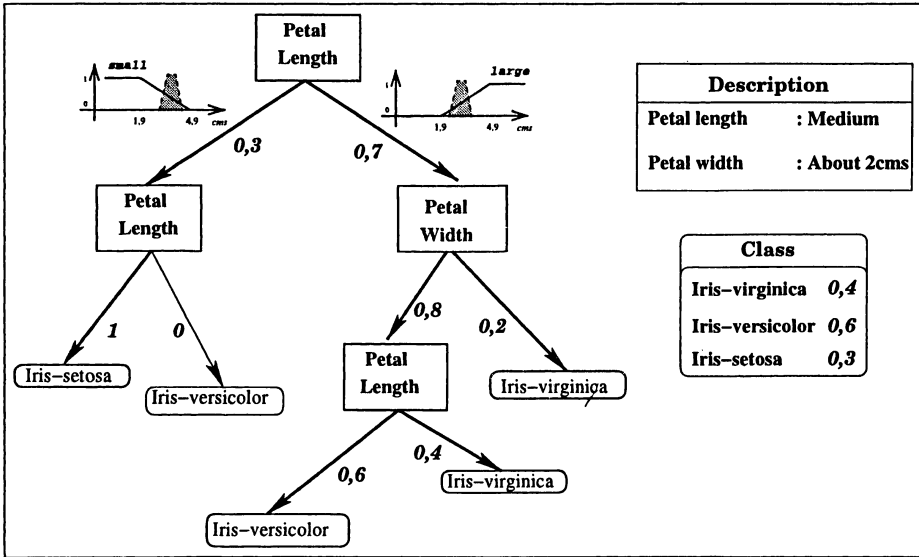 Petal
Length
small
1
0
1,9
4,9
cms
large
1
0
1,9
4,9
cms
0,3
0,7
Description
Petal length : Medium
Petal width : About 2cms
Petal
Length
Petal
Width
1
0
0,8
0,2
Iris-setosa
Iris-versicolor
Petal
Length
Iris-virginica
0,6
0,4
Iris-versicolor
Iris-virginica
Class
Iris-virginica 0,4
Iris-versicolor 0,6
Iris-setosa 0,3